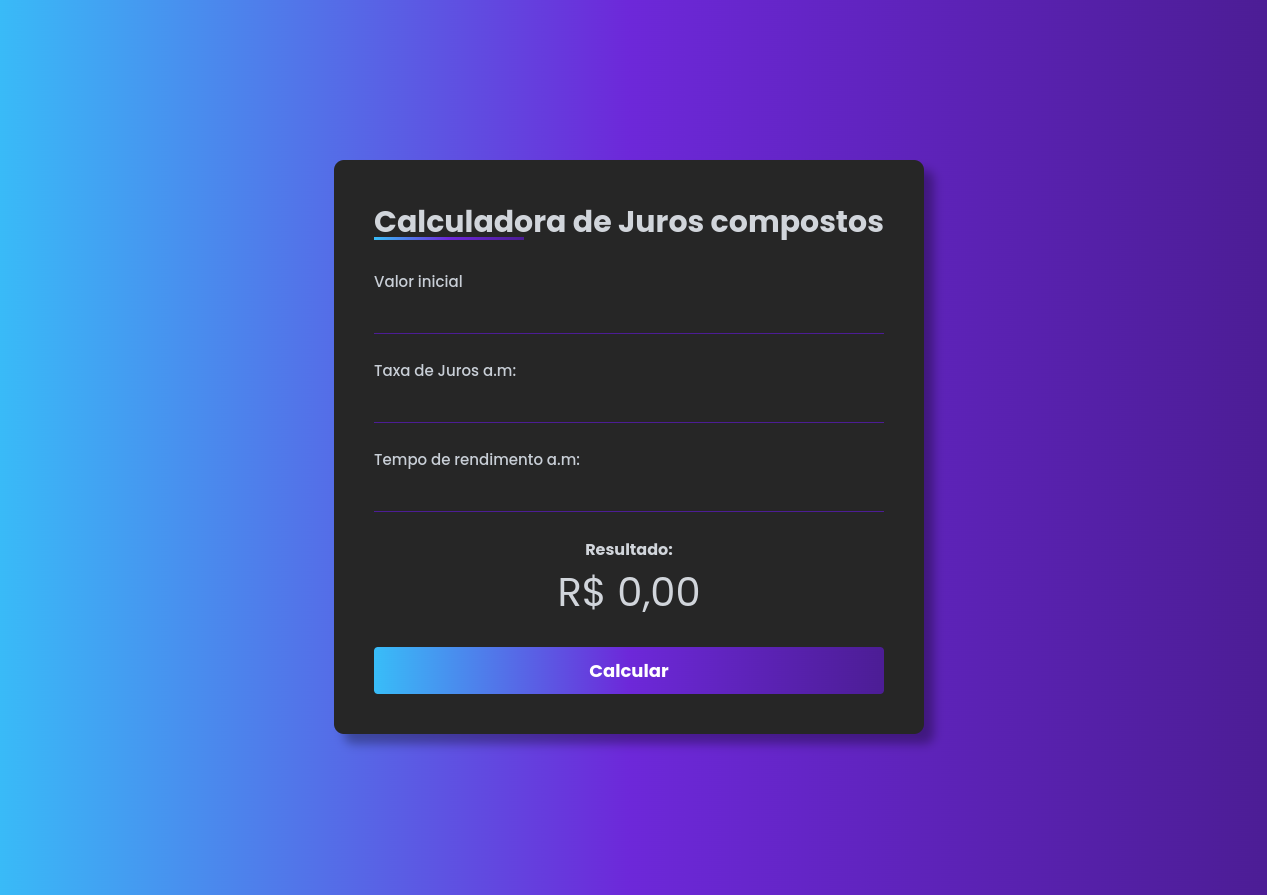 Calculadora de Juros compostos
Valor inicial
Taxa de Juros a.m:
Tempo de rendimento a.m:
Resultado:
R$ 0,00
Calcular